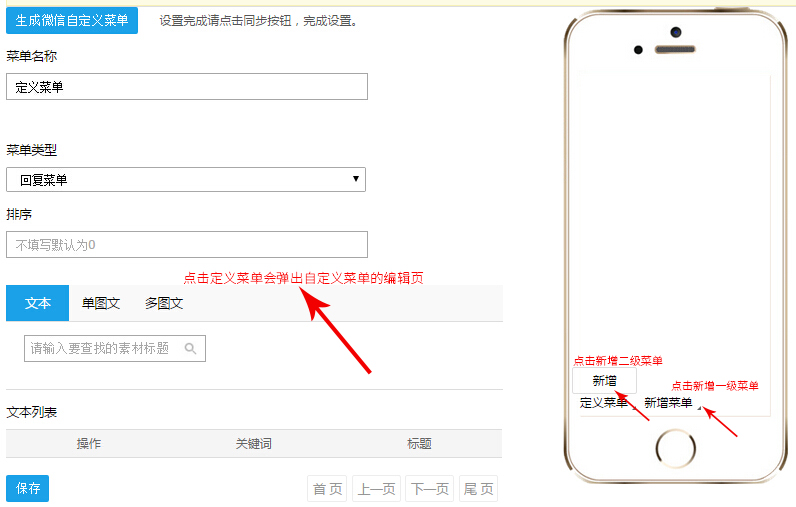 生成微信自定义菜单 设置完成请点击同步按钮，完成设置。
菜单名称
定义菜单
菜单类型
回复菜单
排序
不填写默认为0
点击定义菜单会弹出自定义菜单的编辑页
文本 单图文 多图文
请输入要查找的素材标题
文本列表
操作 关键词 标题
保存 首页 上一页 下一页 尾页
点击新增二级菜单
新增
点击新增一级菜单
定义菜单 新增菜单